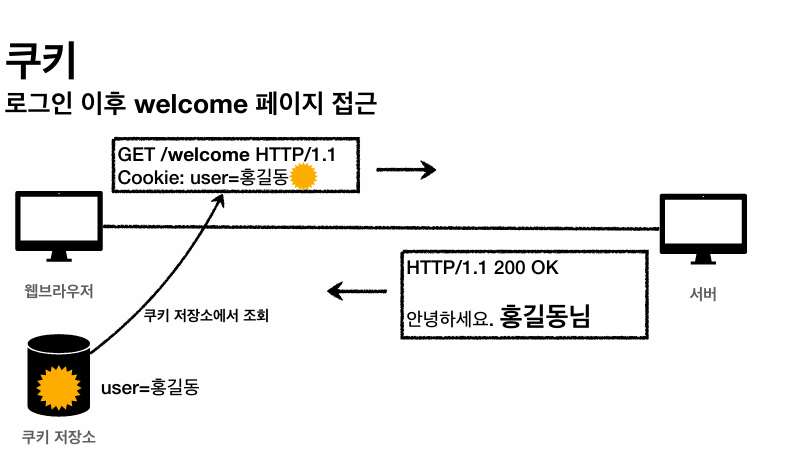 쿠키
로그인 이후 welcome 페이지 접근
GET /welcome HTTP/1.1
Cookie: user=홍길동
웹브라우저
HTTP/1.1 200 OK
안녕하세요. 홍길동님
서버
쿠키 저장소에서 조회
user=홍길동
쿠키 저장소